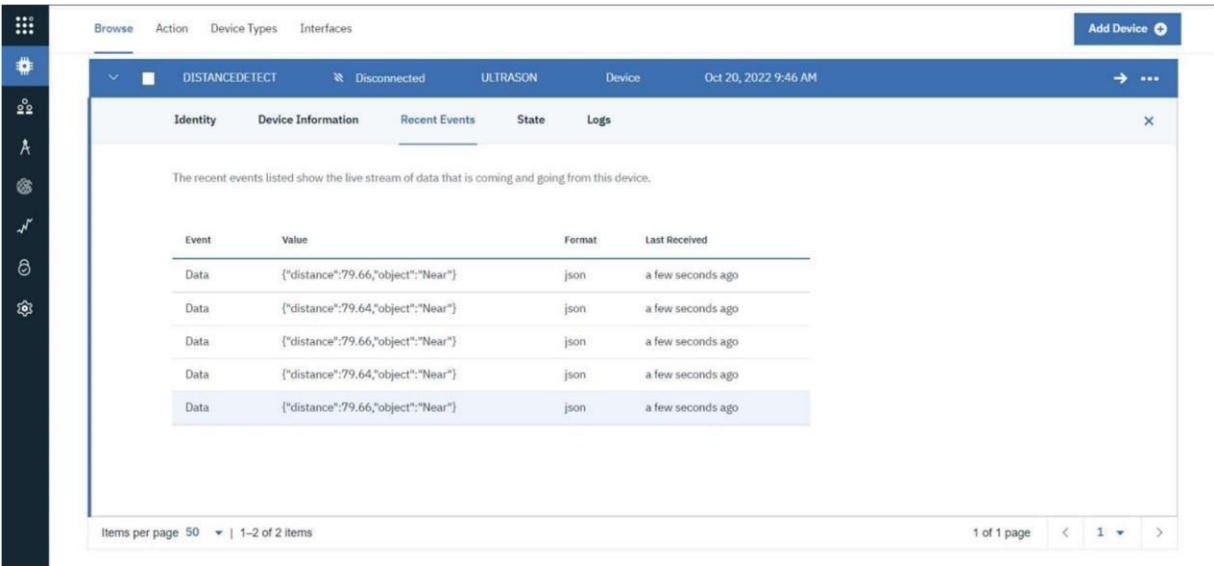 Browse Action Device Types Interfaces Add Device
DISTANCEDETECT Disconnected ULTRASON Device Oct 20, 2022 9:46 AM
Identity Device Information Recent Events State Logs
The recent events listed show the live stream of data that is coming and going from this device.
Event Value Format Last Received
Data {"distance":79.66,"object":"Near"} json a few seconds ago
Data {"distance":79.64,"object":"Near"} json a few seconds ago
Data {"distance":79.66,"object":"Near"} json a few seconds ago
Data {"distance":79.64,"object":"Near"} json a few seconds ago
Data {"distance":79.66,"object":"Near"} json a few seconds ago
Items per page 50 | 1–2 of 2 items 1 of 1 page 1